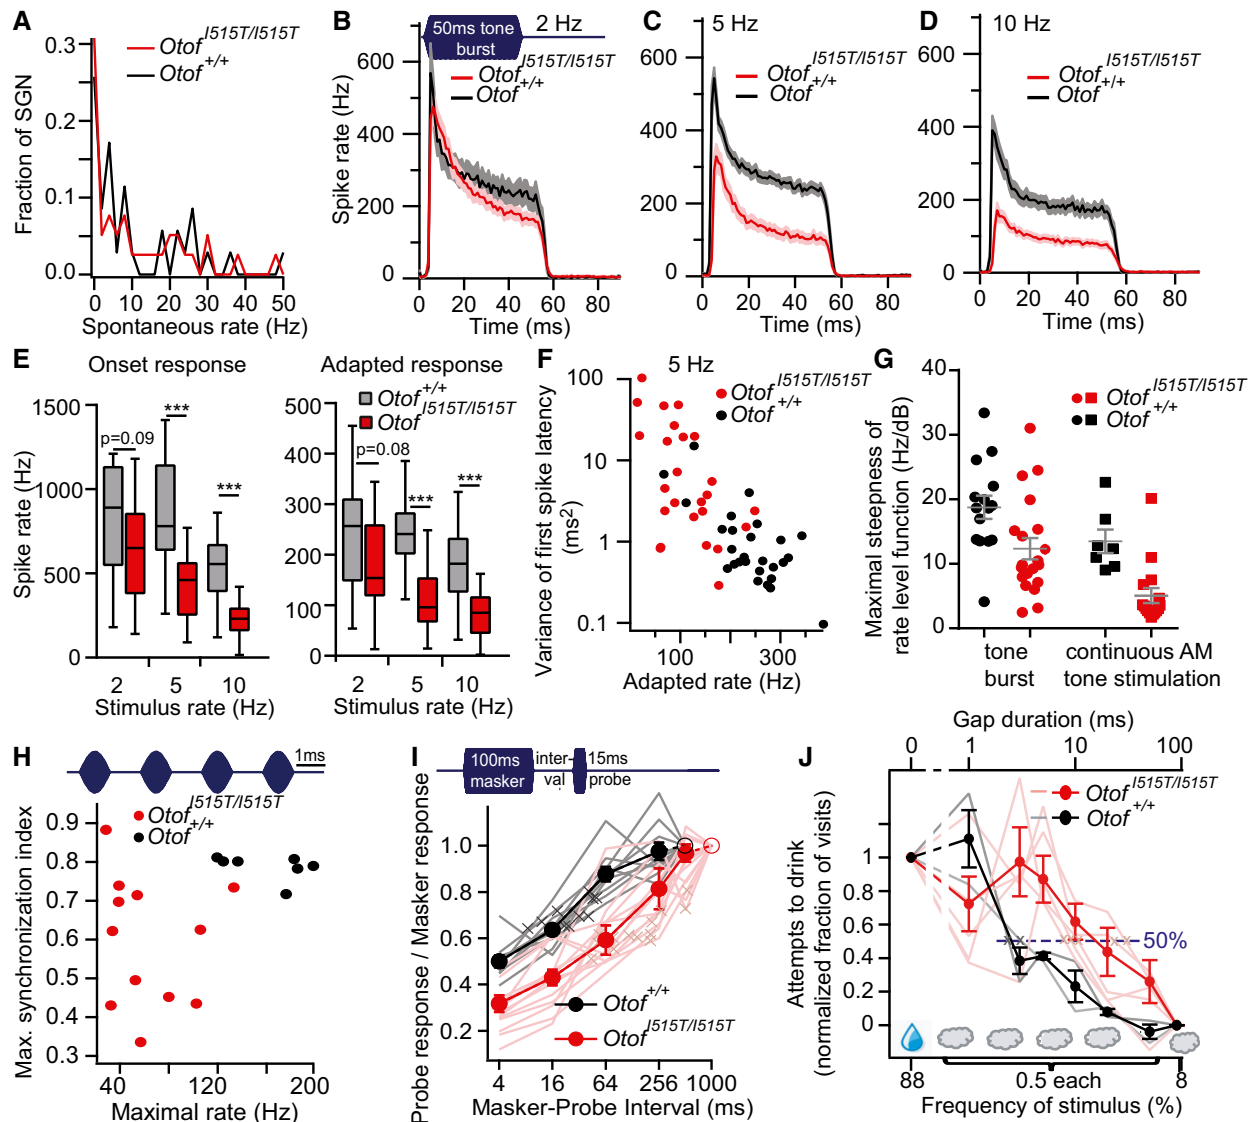 A
Otof I515T/I515T
Otof +/+
0.3
0.2
0.1
0.0
Fraction of SGN
0 10 20 30 40 50
Spontaneous rate (Hz)
B
50ms tone burst
2 Hz
Otof I515T/I515T
Otof +/+
600
400
200
0
Spike rate (Hz)
20 40 60 80
Time (ms)
C
5 Hz
Otof I515T/I515T
Otof +/+
600
400
200
0
0 20 40 60 80
Time (ms)
D
10 Hz
Otof I515T/I515T
Otof +/+
600
400
200
0
0 20 40 60 80
Time (ms)
E
Onset response
1500
1000
500
0
Spike rate (Hz)
p=0.09
***
***
2 5 10
Stimulus rate (Hz)
Adapted response
Otof +/+
Otof I515T/I515T
500
400
300
200
100
0
p=0.08
***
***
2 5 10
Stimulus rate (Hz)
F
5 Hz
Otof I515T/I515T
Otof +/+
100
10
1
0.1
Variance of first spike latency (ms2)
100 300
Adapted rate (Hz)
G
Otof I515T/I515T
Otof +/+
40
30
20
10
0
Maximal steepness of
rate level function (Hz/dB)
tone burst
continuous AM tone stimulation
H
1ms
Otof I515T/I515T
Otof +/+
0.9
0.8
0.7
0.6
0.5
0.4
0.3
Max. synchronization index
40 120 200
Maximal rate (Hz)
I
100ms masker
inter-val
15ms probe
1.0
0.8
0.6
0.4
0.2
Probe response / Masker response
Otof +/+
Otof I515T/I515T
4 16 64 256 1000
Masker-Probe Interval (ms)
J
Gap duration (ms)
0 1 10 100
Otof I515T/I515T
Otof +/+
50%
1
0.8
0.6
0.4
0.2
0
Attempts to drink
(normalized fraction of visits)
88 0.5 each 8
Frequency of stimulus (%)